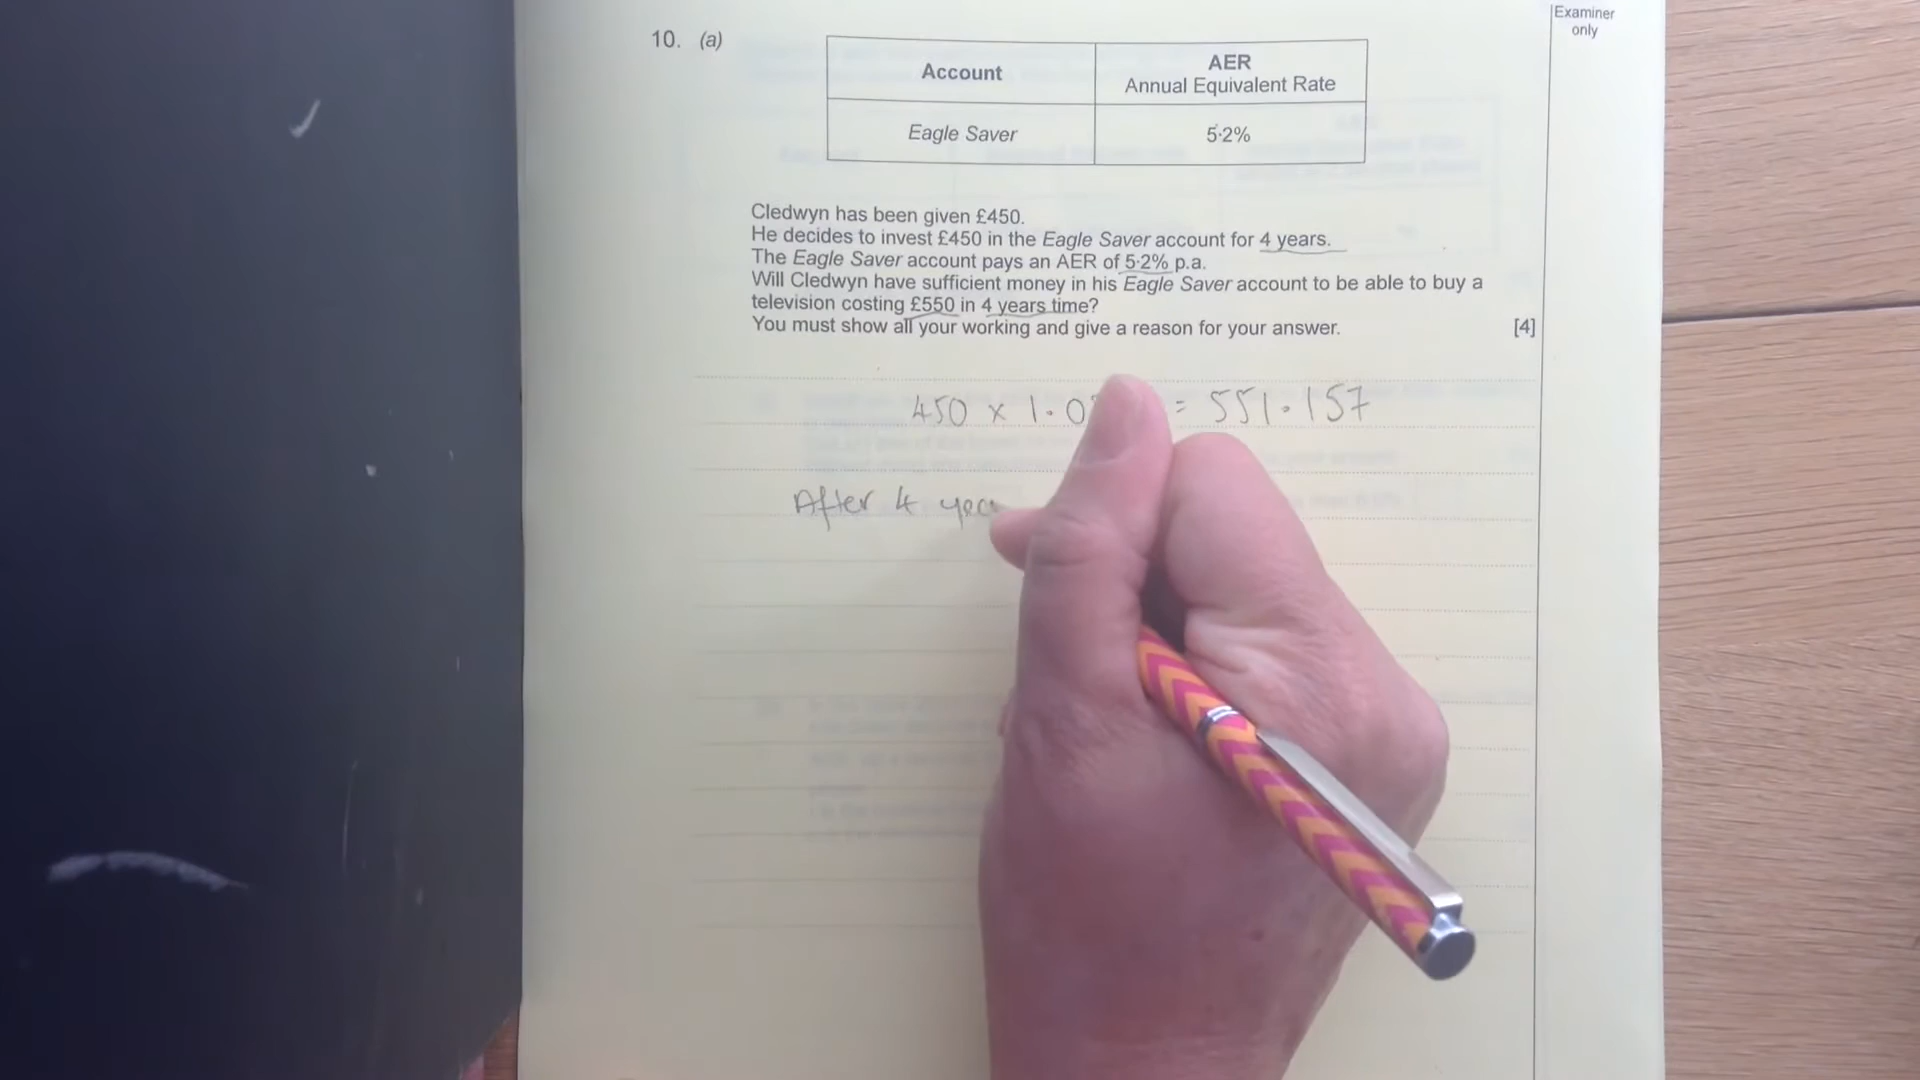 Examiner
only
10. (a)
Account
AER
Annual Equivalent Rate
Eagle Saver
5·2%
Cledwyn has been given £450.
He decides to invest £450 in the Eagle Saver account for 4 years.
The Eagle Saver account pays an AER of 5·2% p.a.
Will Cledwyn have sufficient money in his Eagle Saver account to be able to buy a
television costing £550 in 4 years time?
You must show all your working and give a reason for your answer.
[4]
450 × 1.0 = 551.157
After 4 yea